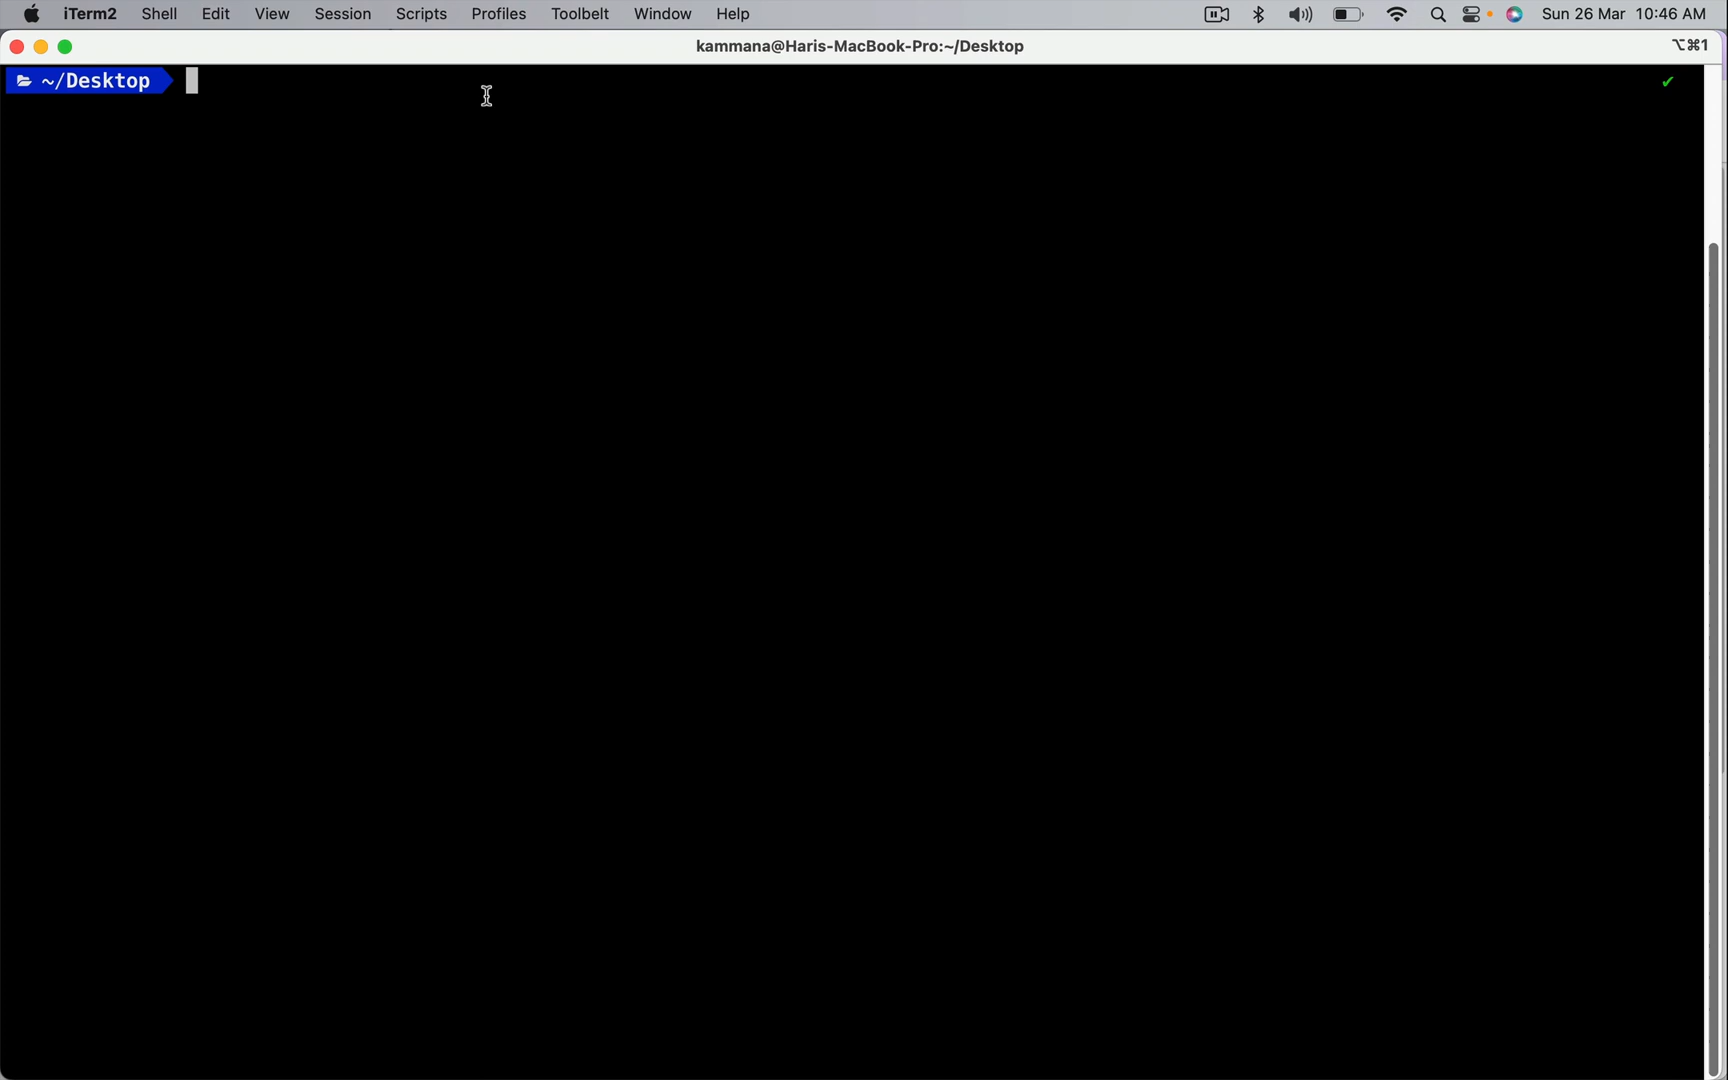 iTerm2 Shell Edit View Session Scripts Profiles Toolbelt Window Help Sun 26 Mar 10:46 AM
kammana@Haris-MacBook-Pro:~/Desktop ⌥⌘1
~/Desktop ✔